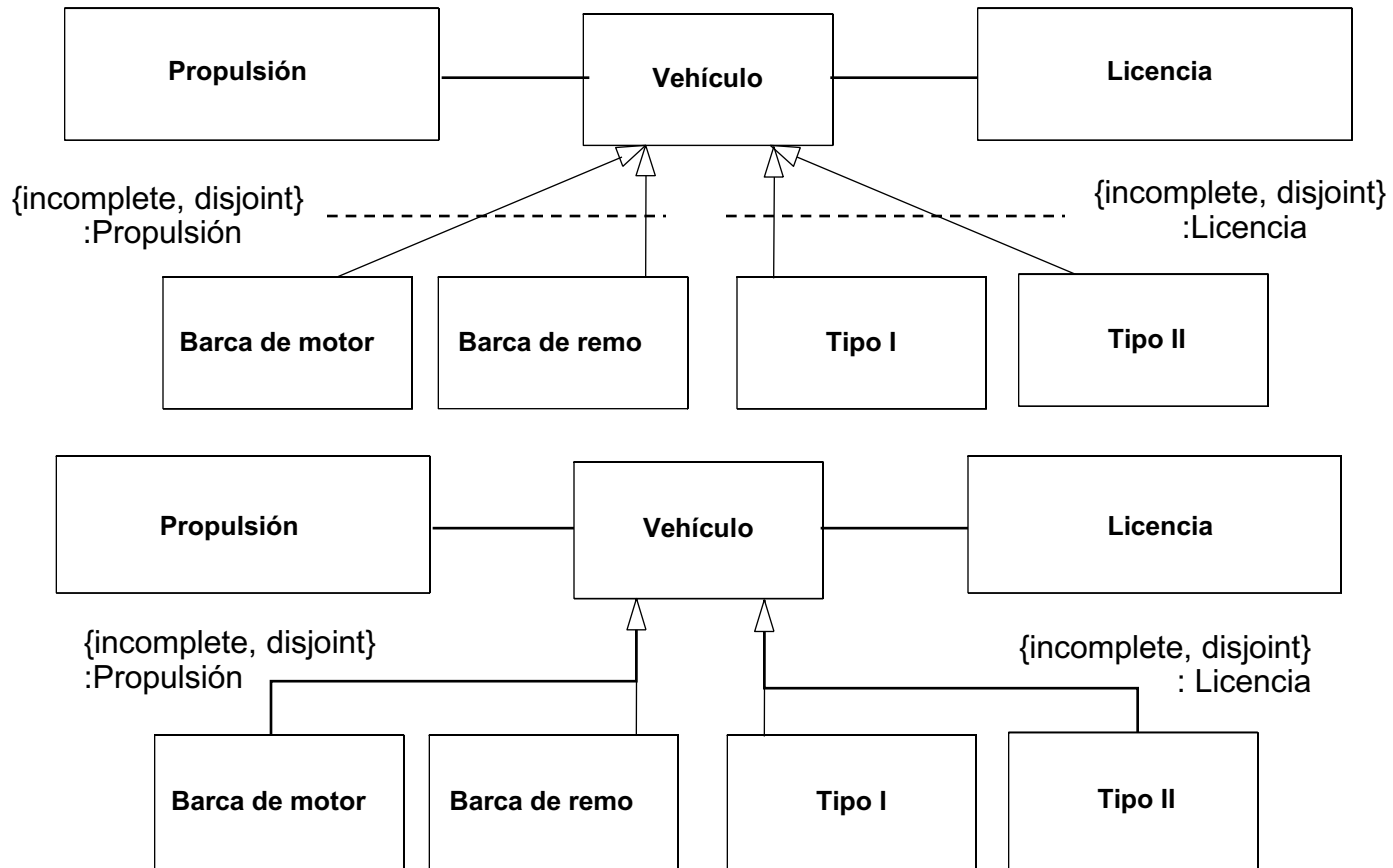 Propulsión
Vehículo
Licencia
{incomplete, disjoint}
:Propulsión
{incomplete, disjoint}
:Licencia
Barca de motor
Barca de remo
Tipo I
Tipo II
Propulsión
Vehículo
Licencia
{incomplete, disjoint}
:Propulsión
{incomplete, disjoint}
: Licencia
Barca de motor
Barca de remo
Tipo I
Tipo II